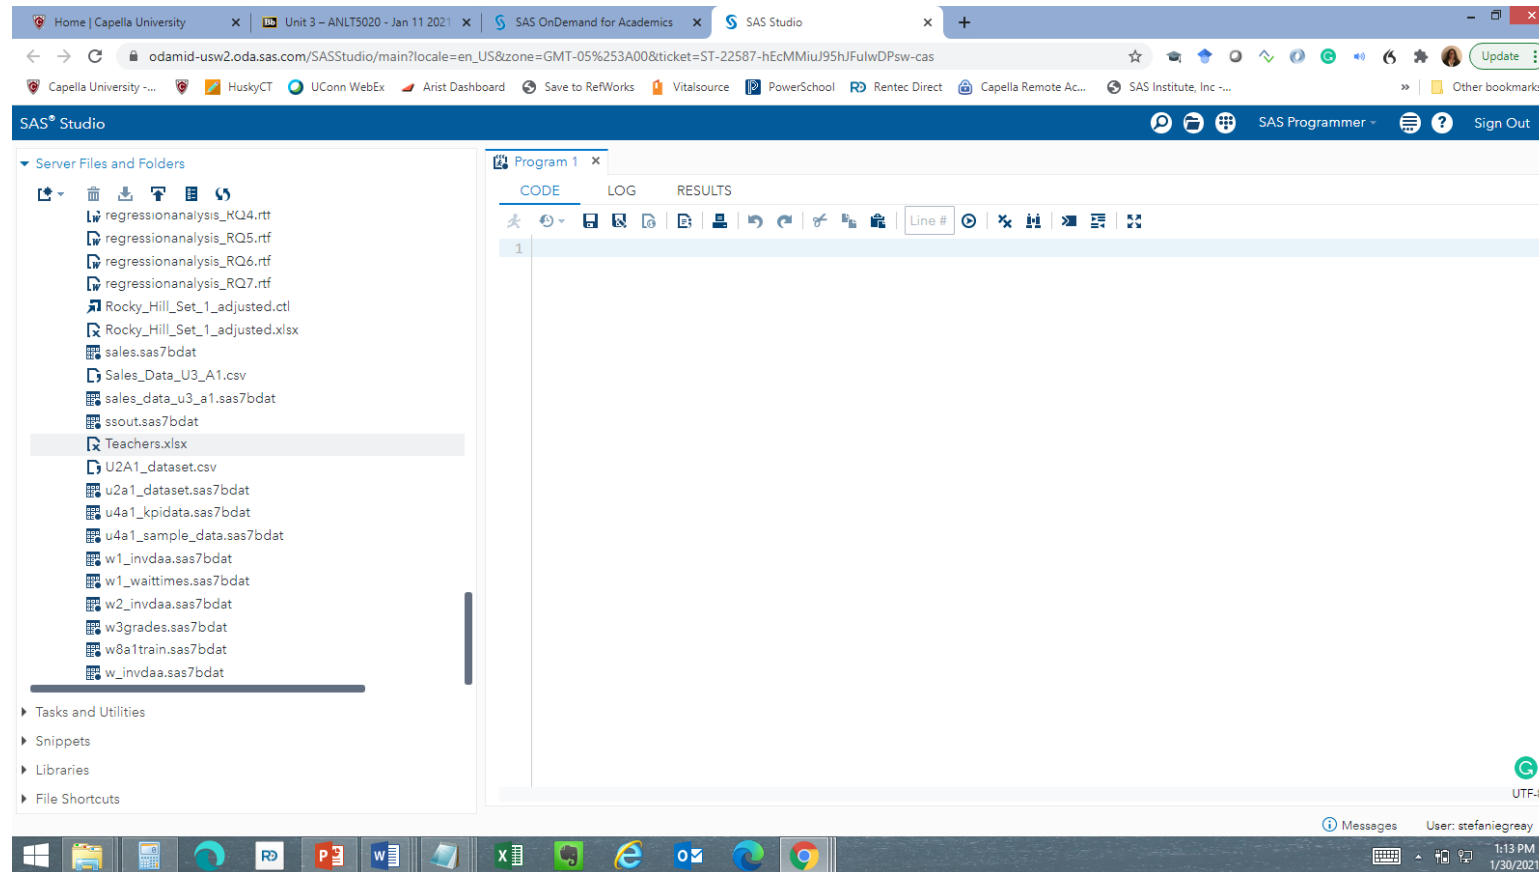 Home | Capella University
Unit 3 – ANLT5020 - Jan 11 2021
SAS OnDemand for Academics
SAS Studio
odamid-usw2.oda.sas.com/SASStudio/main?locale=en_US&zone=GMT-05%253A00&ticket=ST-22587-hEcMMiuJ95hJFulwDPsw-cas
Update
Capella University -...
HuskyCT
UConn WebEx
Arist Dashboard
Save to RefWorks
Vitalsource
PowerSchool
Rentec Direct
Capella Remote Ac...
SAS Institute, Inc -...
»
Other bookmarks
SAS® Studio
SAS Programmer
Sign Out
Server Files and Folders
regressionanalysis_RQ4.rtf
regressionanalysis_RQ5.rtf
regressionanalysis_RQ6.rtf
regressionanalysis_RQ7.rtf
Rocky_Hill_Set_1_adjusted.ctl
Rocky_Hill_Set_1_adjusted.xlsx
sales.sas7bdat
Sales_Data_U3_A1.csv
sales_data_u3_a1.sas7bdat
ssout.sas7bdat
Teachers.xlsx
U2A1_dataset.csv
u2a1_dataset.sas7bdat
u4a1_kpidata.sas7bdat
u4a1_sample_data.sas7bdat
w1_invdaa.sas7bdat
w1_waittimes.sas7bdat
w2_invdaa.sas7bdat
w3grades.sas7bdat
w8a1train.sas7bdat
w_invdaa.sas7bdat
Tasks and Utilities
Snippets
Libraries
File Shortcuts
Program 1
CODE
LOG
RESULTS
Line #
1
UTF-8
Messages
User: stefaniegreay
1:13 PM
1/30/2021